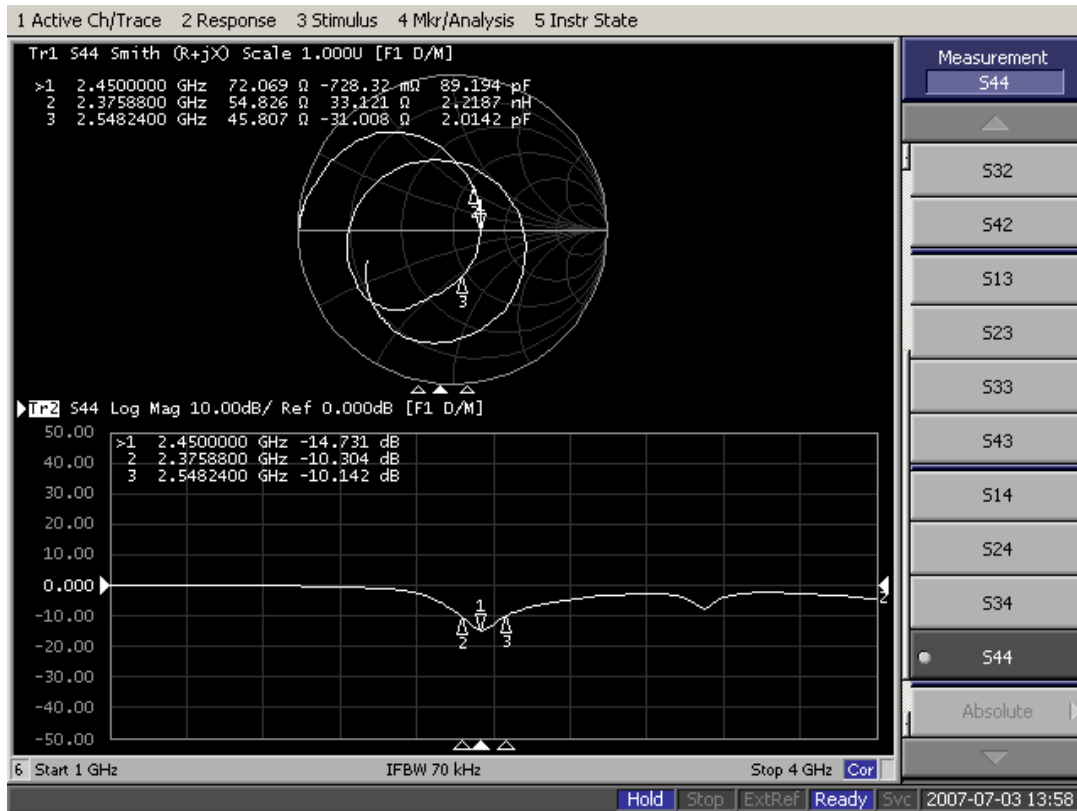 1 Active Ch/Trace 2 Response 3 Stimulus 4 Mkr/Analysis 5 Instr State
Tr1 S44 Smith (R+jX) Scale 1.000U [F1 D/M]
>1 2.4500000 GHz 72.069 Ω -728.32 mΩ 89.194 pF
2 2.3758800 GHz 54.826 Ω 33.121 Ω 2.2187 nH
3 2.5482400 GHz 45.807 Ω -31.008 Ω 2.0142 pF
3
Tr2 S44 Log Mag 10.00dB/ Ref 0.000dB [F1 D/M]
50.00
40.00
30.00
20.00
10.00
0.000
-10.00
-20.00
-30.00
-40.00
-50.00
>1 2.4500000 GHz -14.731 dB
2 2.3758800 GHz -10.304 dB
3 2.5482400 GHz -10.142 dB
1
2
3
2
6 Start 1 GHz IFBW 70 kHz Stop 4 GHz Cor
Measurement
S44
S32
S42
S13
S23
S33
S43
S14
S24
S34
S44
Absolute
Hold Stop ExtRef Ready Svc 2007-07-03 13:58